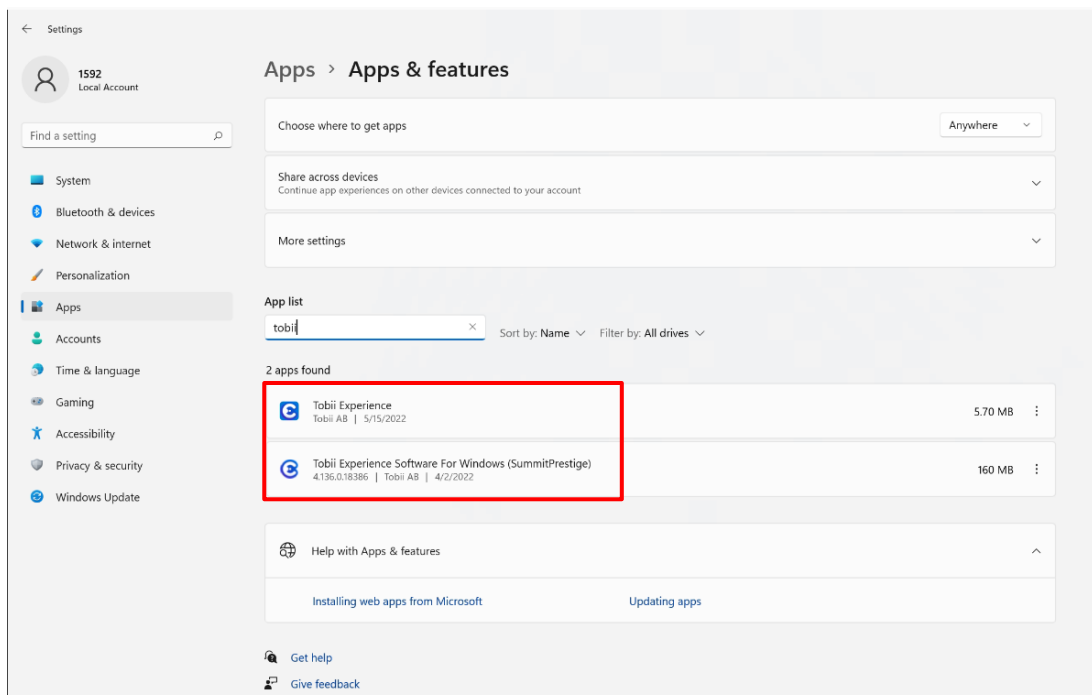 Settings
1592
Local Account
Find a setting
System
Bluetooth & devices
Network & internet
Personalization
Apps
Accounts
Time & language
Gaming
Accessibility
Privacy & security
Windows Update
Apps > Apps & features
Choose where to get apps
Anywhere
Share across devices
Continue app experiences on other devices connected to your account
More settings
App list
tobii
Sort by: Name
Filter by: All drives
2 apps found
Tobii Experience
Tobii AB | 5/15/2022
5.70 MB
Tobii Experience Software For Windows (SummitPrestige)
4.136.0.18386 | Tobii AB | 4/2/2022
160 MB
Help with Apps & features
Installing web apps from Microsoft
Updating apps
Get help
Give feedback